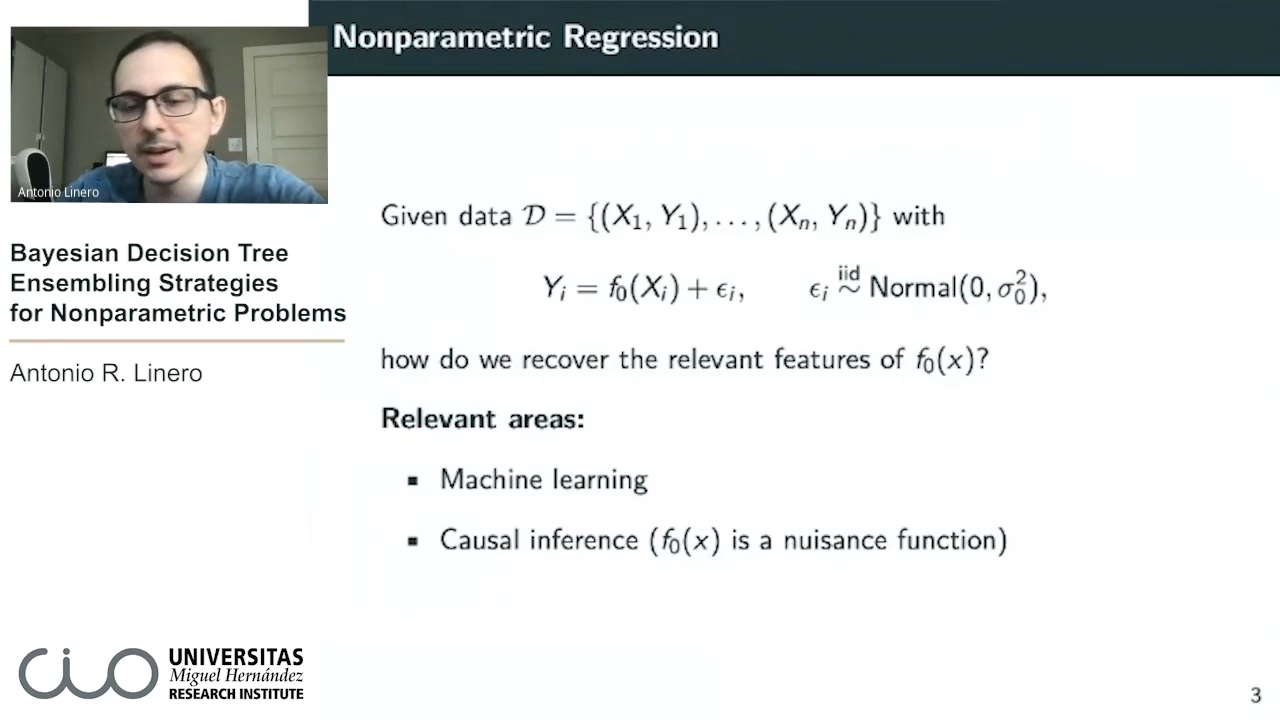 Nonparametric Regression
Antonio Linero
Bayesian Decision Tree
Ensembling Strategies
for Nonparametric Problems
Antonio R. Linero
Given data 𝒟 = {(X₁, Y₁), . . . , (Xₙ, Yₙ)} with
Yᵢ = f₀(Xᵢ) + ϵᵢ, ϵᵢ iid ∼ Normal(0, σ₀²),
how do we recover the relevant features of f₀(x)?
Relevant areas:
▪ Machine learning
▪ Causal inference (f₀(x) is a nuisance function)
cio
UNIVERSITAS
Miguel Hernández
RESEARCH INSTITUTE
3